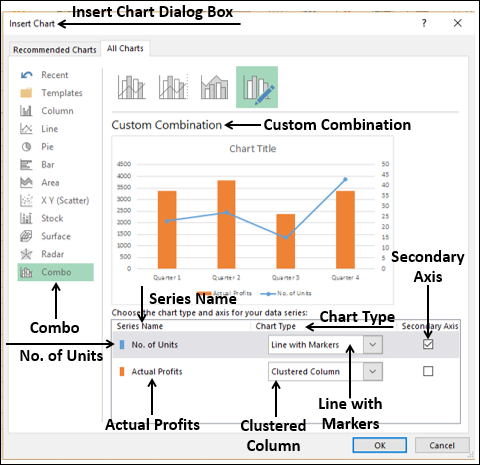 Insert Chart Dialog Box
Insert Chart
? ×
Recommended Charts All Charts
Recent
Templates
Column
Line
Pie
Bar
Area
X Y (Scatter)
Stock
Surface
Radar
Combo
Custom Combination Custom Combination
Chart Title
4500 50
4000 45
3500 40
3000 35
2500 30
2000 25
1500 20
1000 15
500 10
0 5
0
Quarter 1 Quarter 2 Quarter 3 Quarter 4
Actual Profits No. of Units
Secondary
Axis
Series Name
Choose the chart type and axis for your data series:
Combo
Chart Type
Series Name Chart Type Secondary Axis
No. of Units
No. of Units Line with Markers
Actual Profits Clustered Column
Actual Profits
Clustered
Column
Line with
Markers
OK Cancel